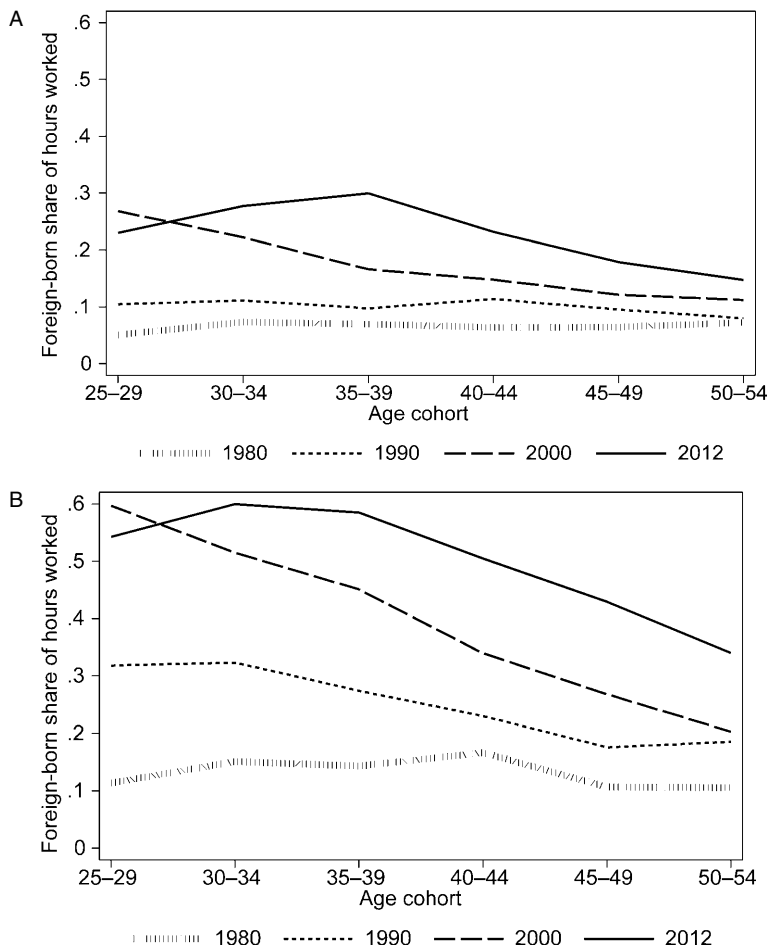 A
Foreign-born share of hours worked
.6
.5
.4
.3
.2
.1
0
25–29 30–34 35–39 40–44 45–49 50–54
Age cohort
1980 1990 2000 2012
B
Foreign-born share of hours worked
.6
.5
.4
.3
.2
.1
0
25–29 30–34 35–39 40–44 45–49 50–54
Age cohort
1980 1990 2000 2012